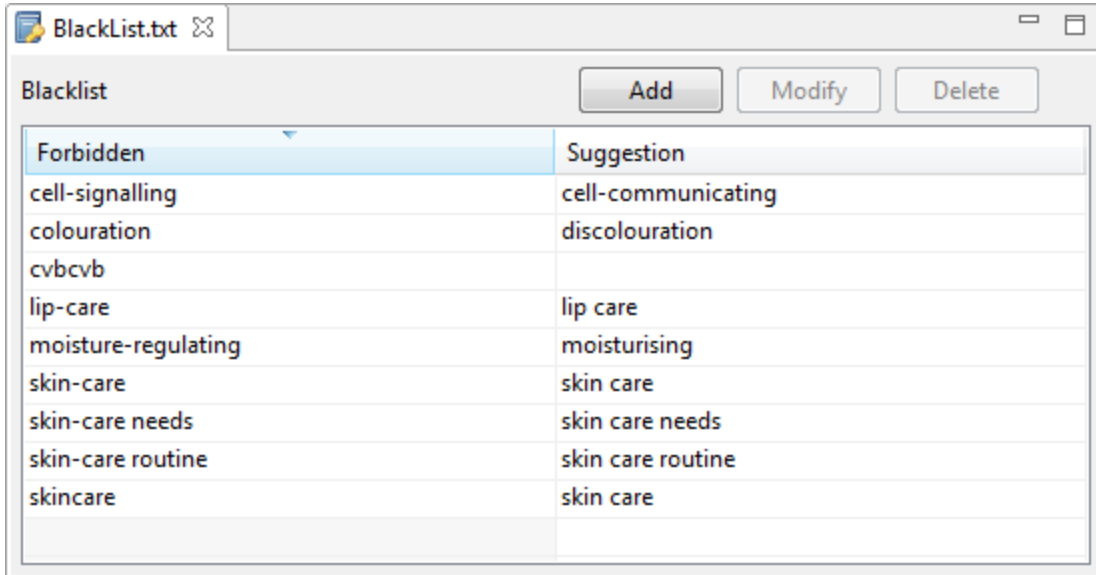 BlackList.txt
Blacklist Add Modify Delete
Forbidden Suggestion
cell-signalling cell-communicating
colouration discolouration
cvbcvb
lip-care lip care
moisture-regulating moisturising
skin-care skin care
skin-care needs skin care needs
skin-care routine skin care routine
skincare skin care